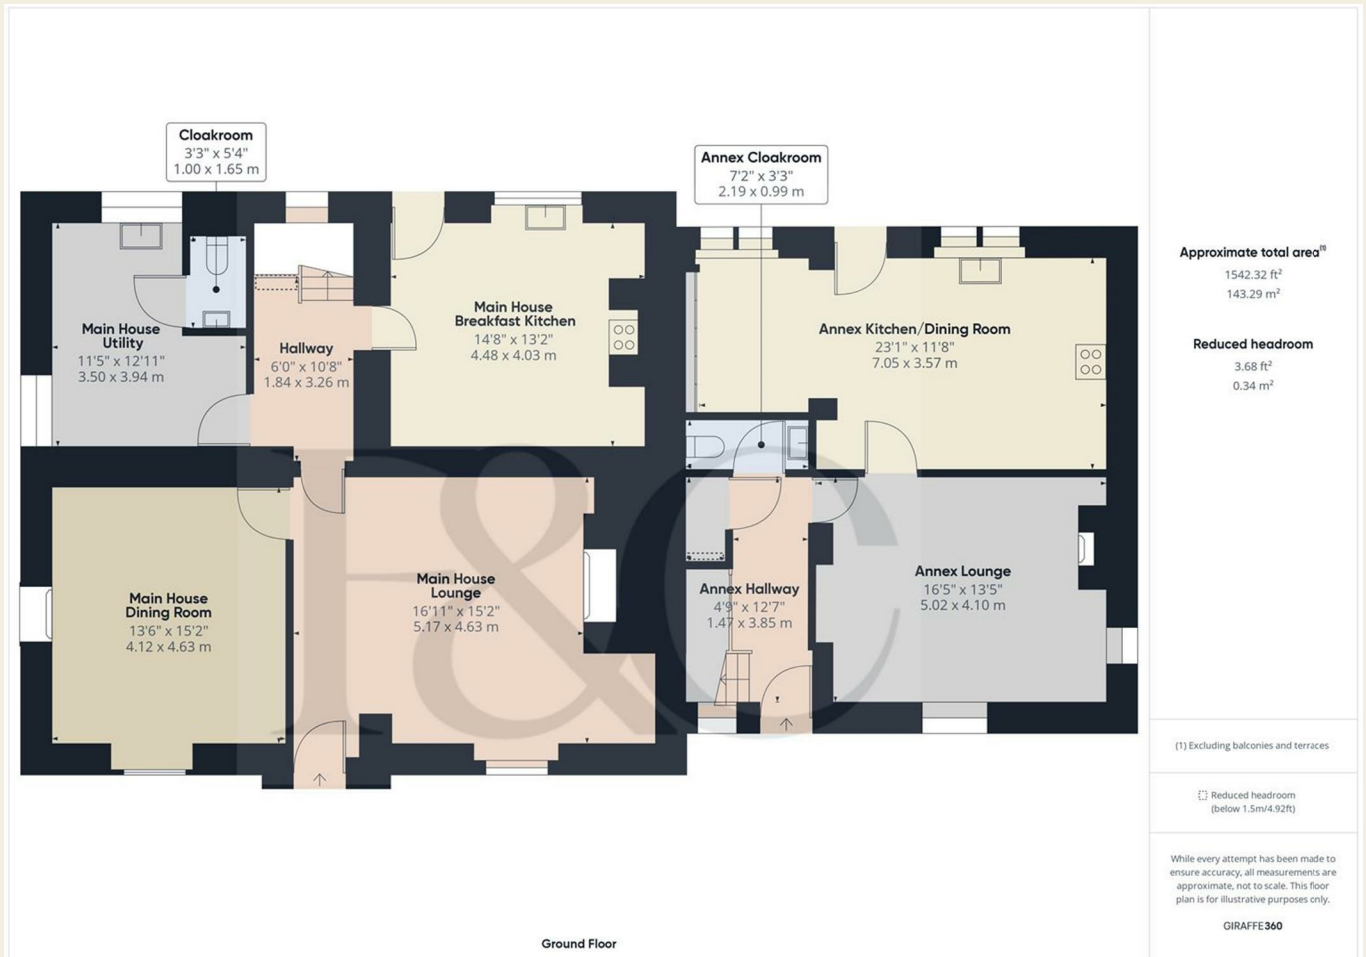 Cloakroom
3'3" x 5'4"
1.00 x 1.65 m
Annex Cloakroom
7'2" x 3'3"
2.19 x 0.99 m
Main House
Utility
11'5" x 12'11"
3.50 x 3.94 m
Hallway
6'0" x 10'8"
1.84 x 3.26 m
Main House
Breakfast Kitchen
14'8" x 13'2"
4.48 x 4.03 m
Annex Kitchen/Dining Room
23'1" x 11'8"
7.05 x 3.57 m
Main House
Dining Room
13'6" x 15'2"
4.12 x 4.63 m
Main House
Lounge
16'11" x 15'2"
5.17 x 4.63 m
Annex Hallway
4'9" x 12'7"
1.47 x 3.85 m
Annex Lounge
16'5" x 13'5"
5.02 x 4.10 m
F&C
Ground Floor
Approximate total area(1)
1542.32 ft²
143.29 m²
Reduced headroom
3.68 ft²
0.34 m²
(1) Excluding balconies and terraces
Reduced headroom
(below 1.5m/4.92ft)
While every attempt has been made to
ensure accuracy, all measurements are
approximate, not to scale. This floor
plan is for illustrative purposes only.
GIRAFFE360